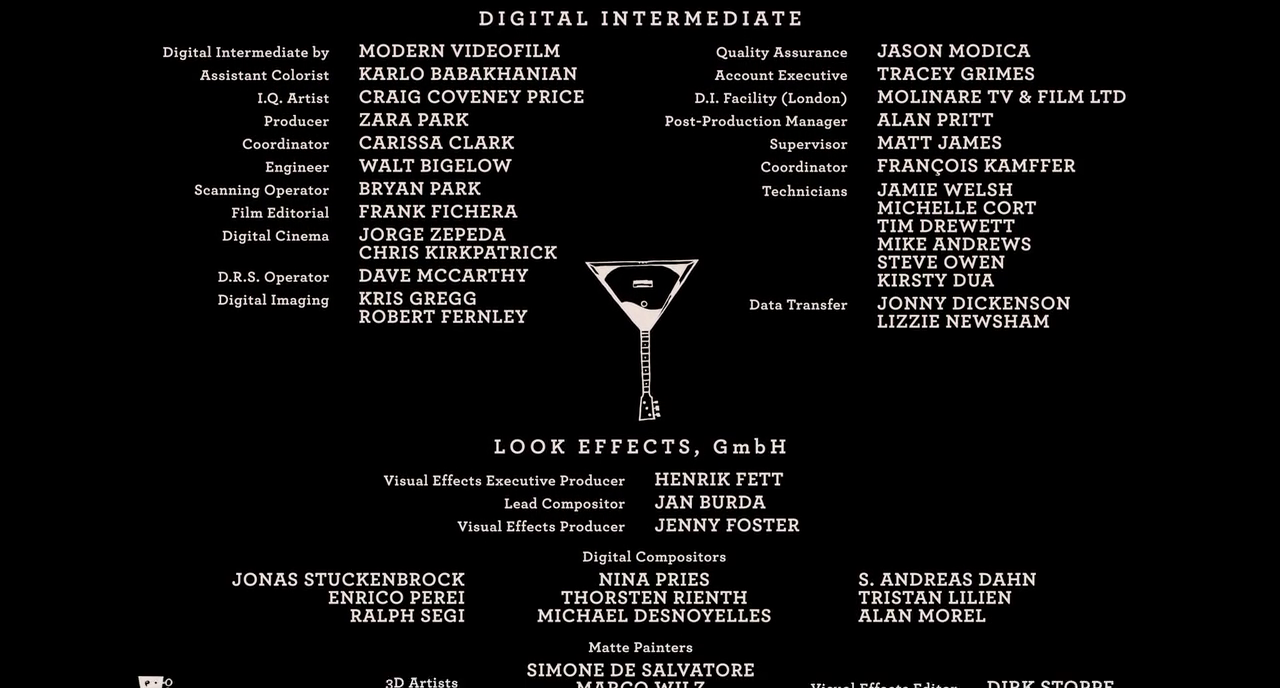 DIGITAL INTERMEDIATE
Digital Intermediate by MODERN VIDEOFILM
Assistant Colorist KARLO BABAKHANIAN
I.Q. Artist CRAIG COVENEY PRICE
Producer ZARA PARK
Coordinator CARISSA CLARK
Engineer WALT BIGELOW
Scanning Operator BRYAN PARK
Film Editorial FRANK FICHERA
Digital Cinema JORGE ZEPEDA
CHRIS KIRKPATRICK
D.R.S. Operator DAVE MCCARTHY
Digital Imaging KRIS GREGG
ROBERT FERNLEY
Quality Assurance JASON MODICA
Account Executive TRACEY GRIMES
D.I. Facility (London) MOLINARE TV & FILM LTD
Post-Production Manager ALAN PRITT
Supervisor MATT JAMES
Coordinator FRANÇOIS KAMFFER
Technicians JAMIE WELSH
MICHELLE CORT
TIM DREWETT
MIKE ANDREWS
STEVE OWEN
KIRSTY DUA
Data Transfer JONNY DICKENSON
LIZZIE NEWSHAM
LOOK EFFECTS, GmbH
Visual Effects Executive Producer HENRIK FETT
Lead Compositor JAN BURDA
Visual Effects Producer JENNY FOSTER
Digital Compositors
JONAS STUCKENBROCK NINA PRIES S. ANDREAS DAHN
ENRICO PEREI THORSTEN RIENTH TRISTAN LILIEN
RALPH SEGI MICHAEL DESNOYELLES ALAN MOREL
Matte Painters
SIMONE DE SALVATORE
3D Artists MARCO WILZ Visual Effects Editor DIRK STOPPE